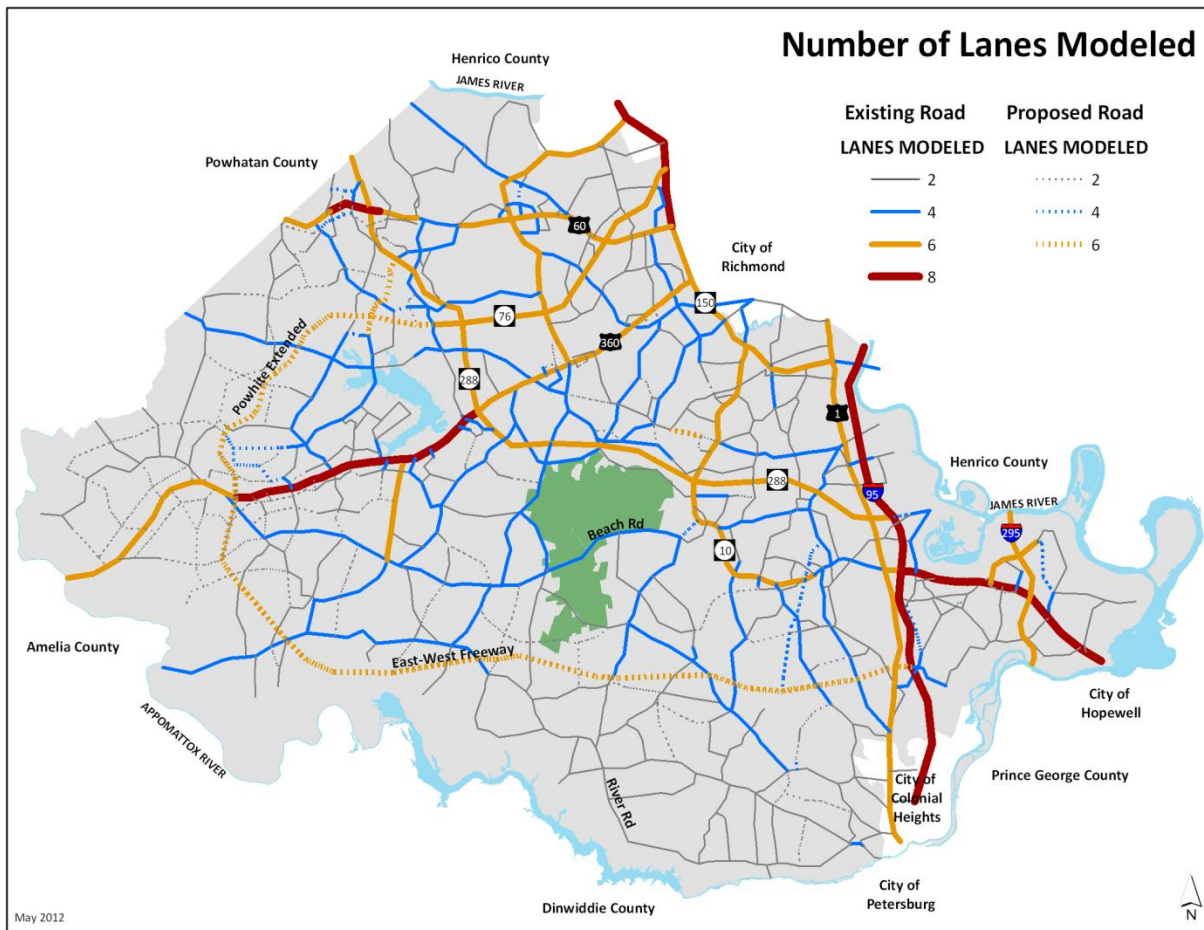 Number of Lanes Modeled
Existing Road
LANES MODELED
2
4
6
8
Proposed Road
LANES MODELED
2
4
6
Henrico County
JAMES RIVER
Powhatan County
60
City of
Richmond
150
76
360
Powhite Extended
288
1
Henrico County
288
95
JAMES RIVER
295
Beach Rd
10
Amelia County
East-West Freeway
City of
Hopewell
APPOMATTOX RIVER
Prince George County
City of
Colonial
Heights
River Rd
City of
Petersburg
Dinwiddie County
May 2012
N